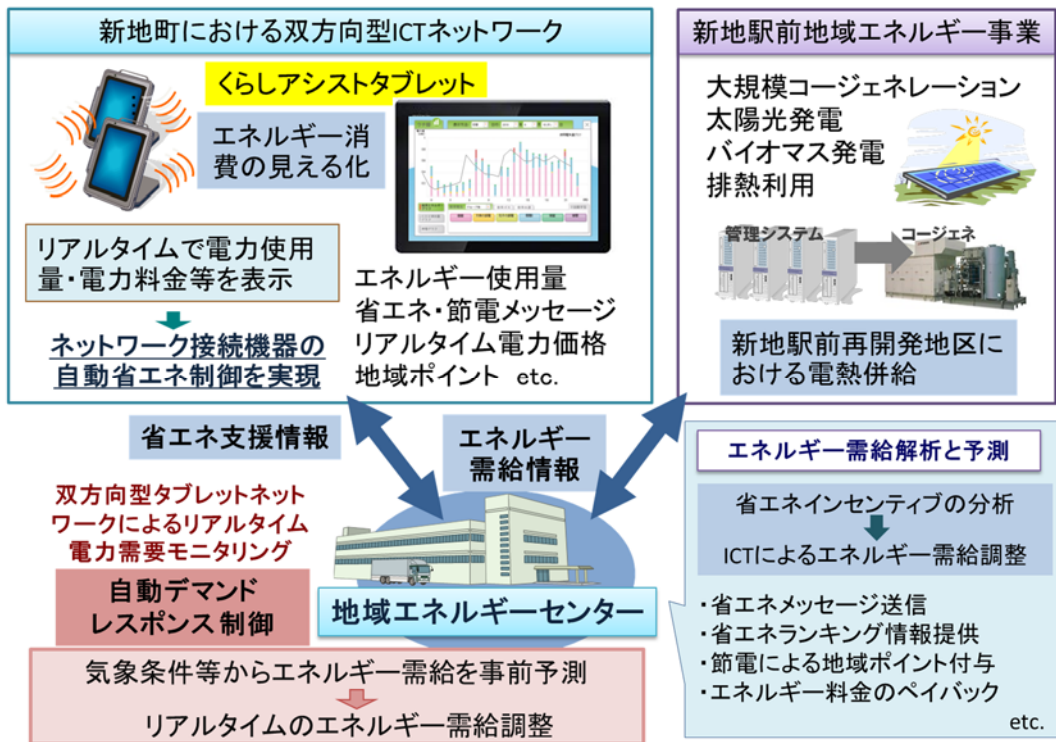 新地町における双方向型ICTネットワーク
くらしアシストタブレット
エネルギー消
費の見える化
リアルタイムで電力使用
量・電力料金等を表示
ネットワーク接続機器の
自動省エネ制御を実現
エネルギー使用量
省エネ・節電メッセージ
リアルタイム電力価格
地域ポイント etc.
新地駅前地域エネルギー事業
大規模コージェネレーション
太陽光発電
バイオマス発電
排熱利用
管理システム
コージェネ
新地駅前再開発地区に
おける電熱併給
省エネ支援情報
エネルギー
需給情報
双方向型タブレットネット
ワークによるリアルタイム
電力需要モニタリング
自動デマンド
レスポンス制御
地域エネルギーセンター
気象条件等からエネルギー需給を事前予測
リアルタイムのエネルギー需給調整
エネルギー需給解析と予測
省エネインセンティブの分析
ICTによるエネルギー需給調整
・省エネメッセージ送信
・省エネランキング情報提供
・節電による地域ポイント付与
・エネルギー料金のペイバック
etc.